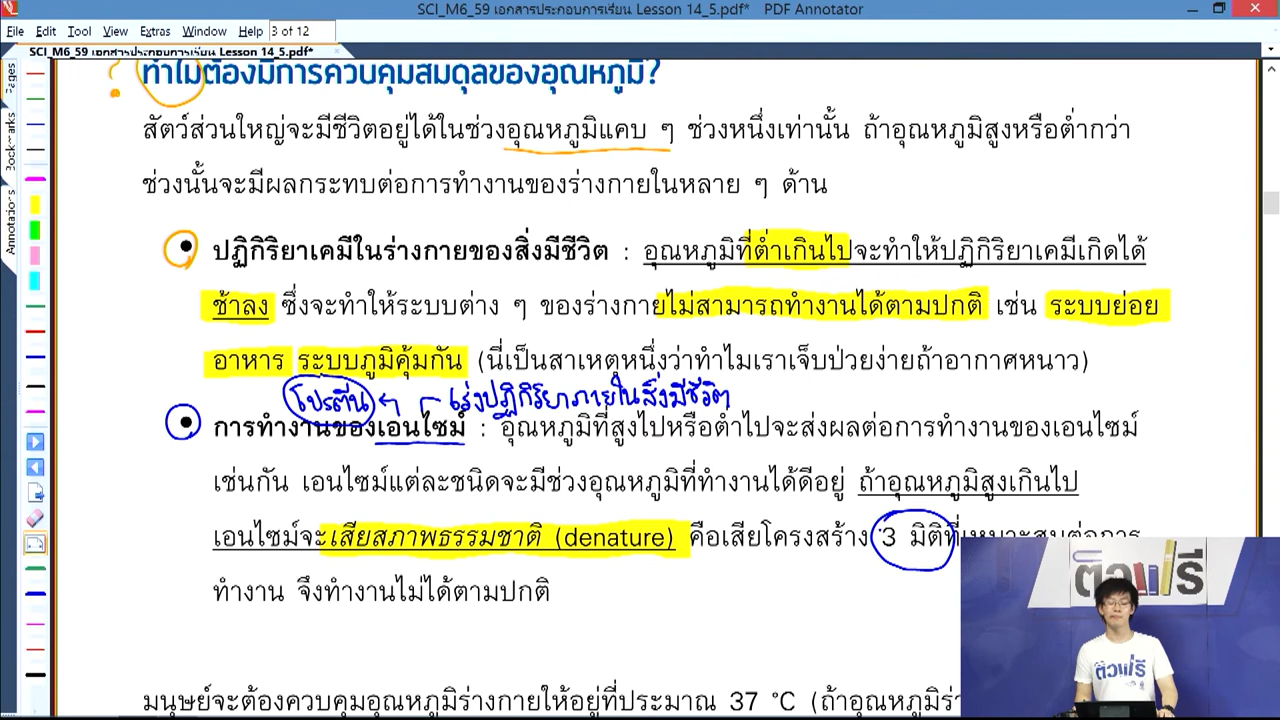 SCI_M6_59 เอกสารประกอบการเรียน Lesson 14_5.pdf* PDF Annotator
File Edit Tool View Extras Window Help 3 of 12
SCI_M6_59 เอกสารประกอบการเรียน Lesson 14_5.pdf*
Pages
Bookmarks
Annotations
? ทำไมต้องมีการควบคุมสมดุลของอุณหภูมิ?
สัตว์ส่วนใหญ่จะมีชีวิตอยู่ได้ในช่วงอุณหภูมิแคบ ๆ ช่วงหนึ่งเท่านั้น ถ้าอุณหภูมิสูงหรือต่ำกว่า
ช่วงนั้นจะมีผลกระทบต่อการทำงานของร่างกายในหลาย ๆ ด้าน
• ปฏิกิริยาเคมีในร่างกายของสิ่งมีชีวิต : อุณหภูมิที่ต่ำเกินไปจะทำให้ปฏิกิริยาเคมีเกิดได้
ช้าลง ซึ่งจะทำให้ระบบต่าง ๆ ของร่างกายไม่สามารถทำงานได้ตามปกติ เช่น ระบบย่อย
อาหาร ระบบภูมิคุ้มกัน (นี่เป็นสาเหตุหนึ่งว่าทำไมเราเจ็บป่วยง่ายถ้าอากาศหนาว)
โปรตีน เร่งปฏิกิริยาภายในสิ่งมีชีวิต
• การทำงานของเอนไซม์ : อุณหภูมิที่สูงไปหรือต่ำไปจะส่งผลต่อการทำงานของเอนไซม์
เช่นกัน เอนไซม์แต่ละชนิดจะมีช่วงอุณหภูมิที่ทำงานได้ดีอยู่ ถ้าอุณหภูมิสูงเกินไป
เอนไซม์จะเสียสภาพธรรมชาติ (denature) คือเสียโครงสร้าง 3 มิติที่เหมาะสมต่อการ
ทำงาน จึงทำงานไม่ได้ตามปกติ
มนุษย์จะต้องควบคุมอุณหภูมิร่างกายให้อยู่ที่ประมาณ 37 °C (ถ้าอุณหภูมิร่า
ติวฟรี
ติวฟรี